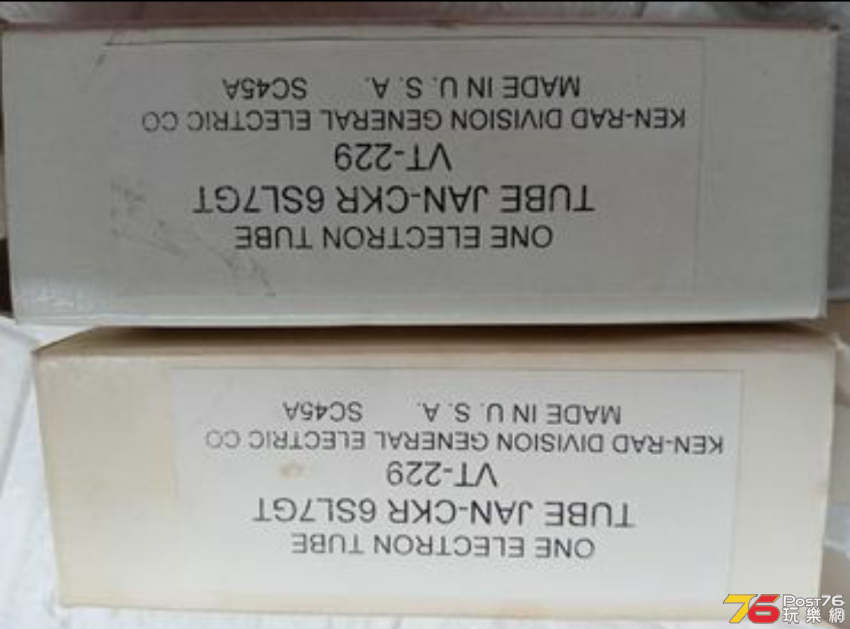 ONE ELECTRON TUBE
TUBE JAN-CKR 6SL7GT
VT-229
KEN-RAD DIVISION GENERAL ELECTRIC CO
MADE IN U. S. A. SC45A
ONE ELECTRON TUBE
TUBE JAN-CKR 6SL7GT
VT-229
KEN-RAD DIVISION GENERAL ELECTRIC CO
MADE IN U. S. A. SC45A
76 Post76
玩樂網